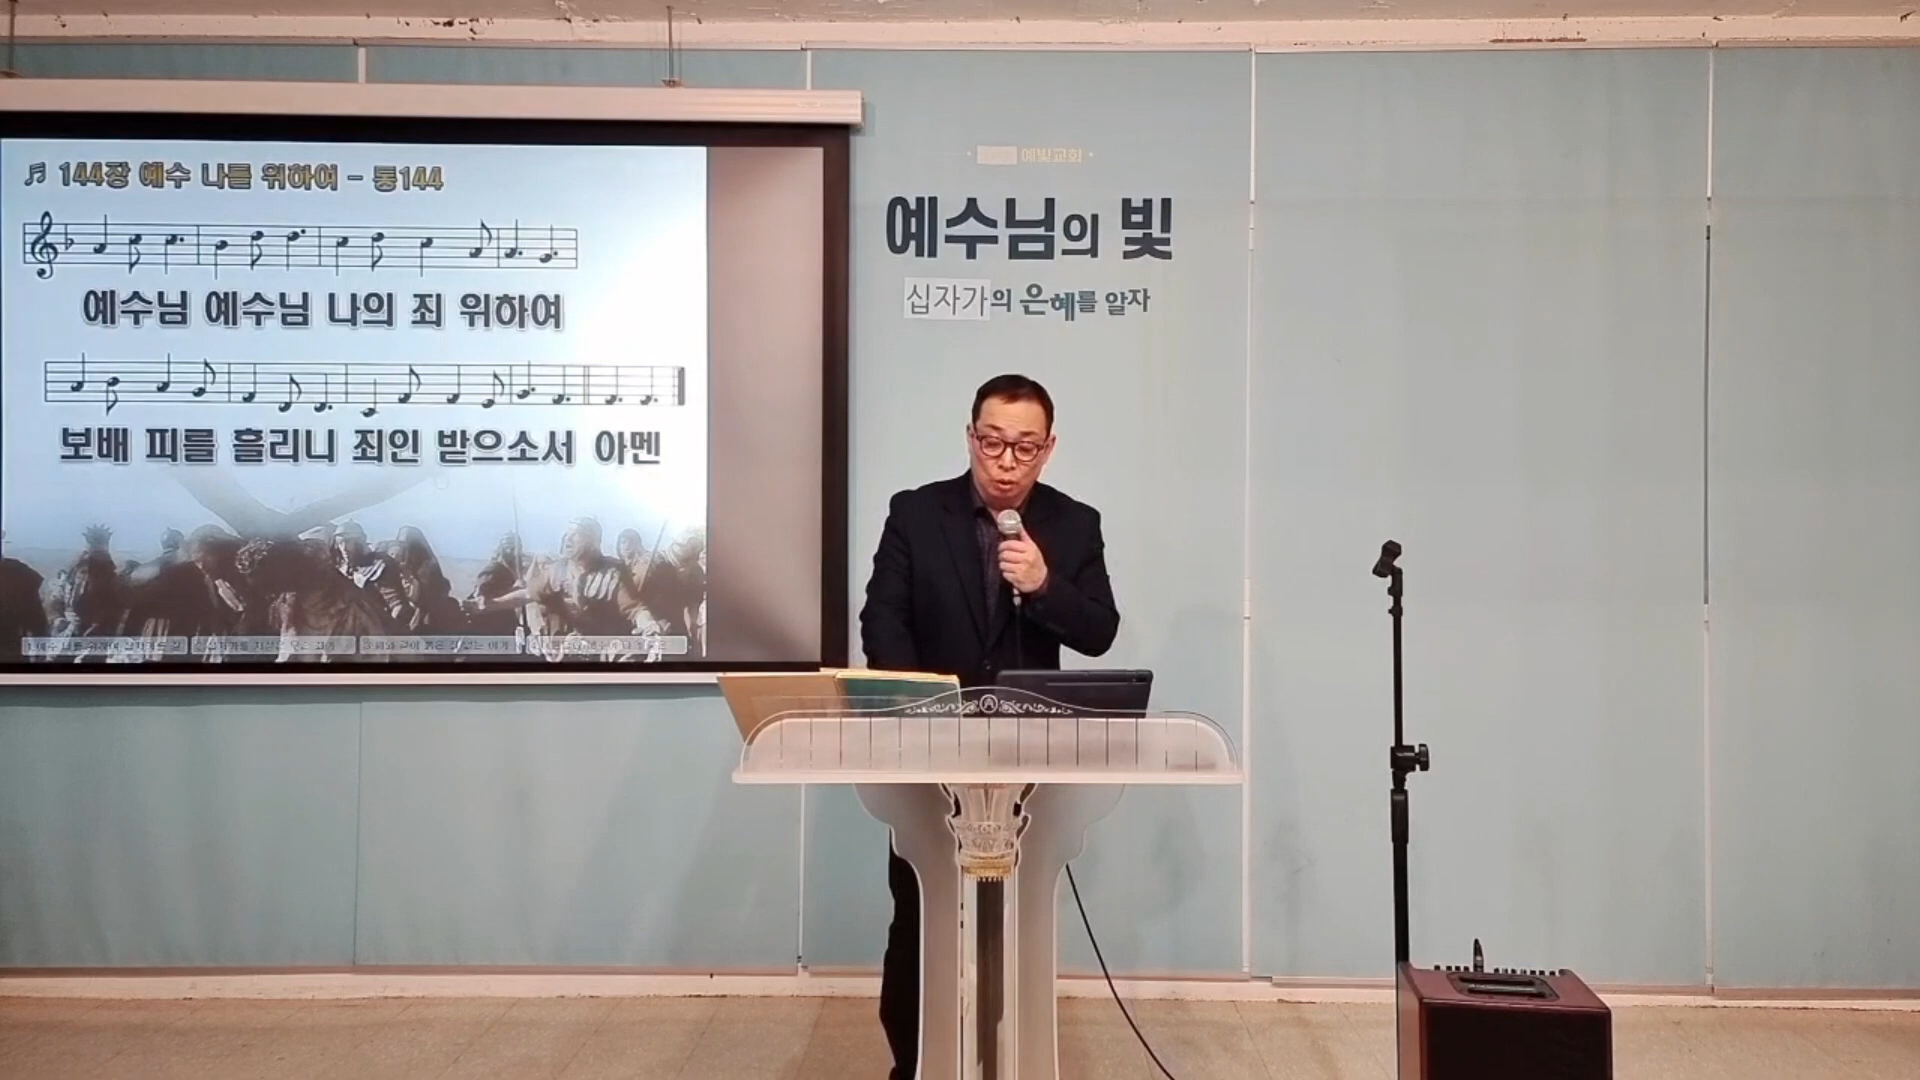 144장 예수 나를 위하여 - 통144
예수님 예수님 나의 죄 위하여
보배 피를 흘리니 죄인 받으소서 아멘
예빛교회
예수님의 빛
십자가의 은혜를 알자